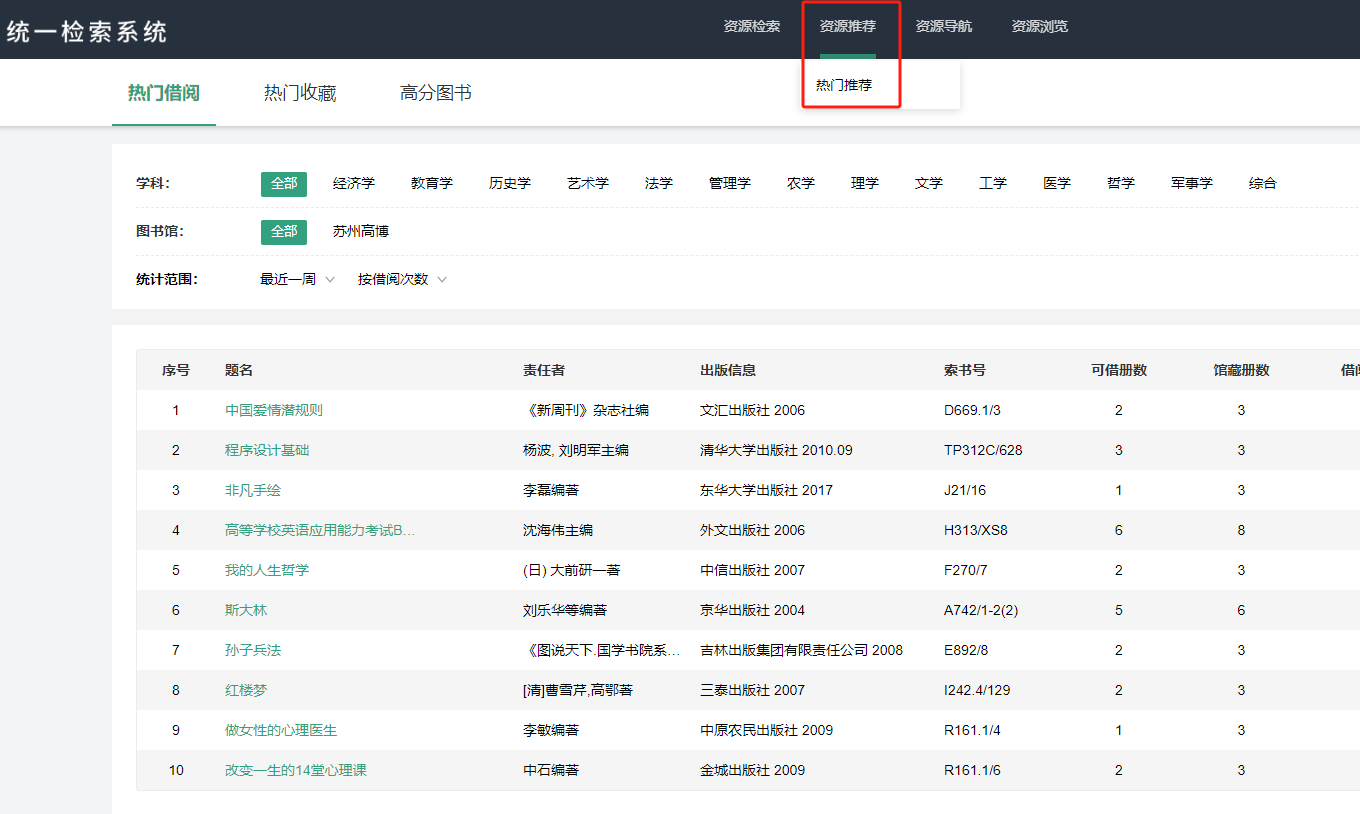 统一检索系统 资源检索 资源推荐 资源导航 资源浏览
热门借阅 热门收藏 高分图书 热门推荐
学科： 全部 经济学 教育学 历史学 艺术学 法学 管理学 农学 理学 文学 工学 医学 哲学 军事学 综合
图书馆： 全部 苏州高博
统计范围： 最近一周 按借阅次数
序号 题名 责任者 出版信息 索书号 可借册数 馆藏册数
1 中国爱情潜规则 《新周刊》杂志社编 文汇出版社 2006 D669.1/3 2 3
2 程序设计基础 杨波, 刘明军主编 清华大学出版社 2010.09 TP312C/628 3 3
3 非凡手绘 李磊编著 东华大学出版社 2017 J21/16 1 3
4 高等学校英语应用能力考试B... 沈海伟主编 外文出版社 2006 H313/XS8 6 8
5 我的人生哲学 (日) 大前研一著 中信出版社 2007 F270/7 2 3
6 斯大林 刘乐华等编著 京华出版社 2004 A742/1-2(2) 5 6
7 孙子兵法 《图说天下.国学书院系... 吉林出版集团有限责任公司 2008 E892/8 2 3
8 红楼梦 [清]曹雪芹,高鄂著 三泰出版社 2007 I242.4/129 2 3
9 做女性的心理医生 李敏编著 中原农民出版社 2009 R161.1/4 1 3
10 改变一生的14堂心理课 中石编著 金城出版社 2009 R161.1/6 2 3